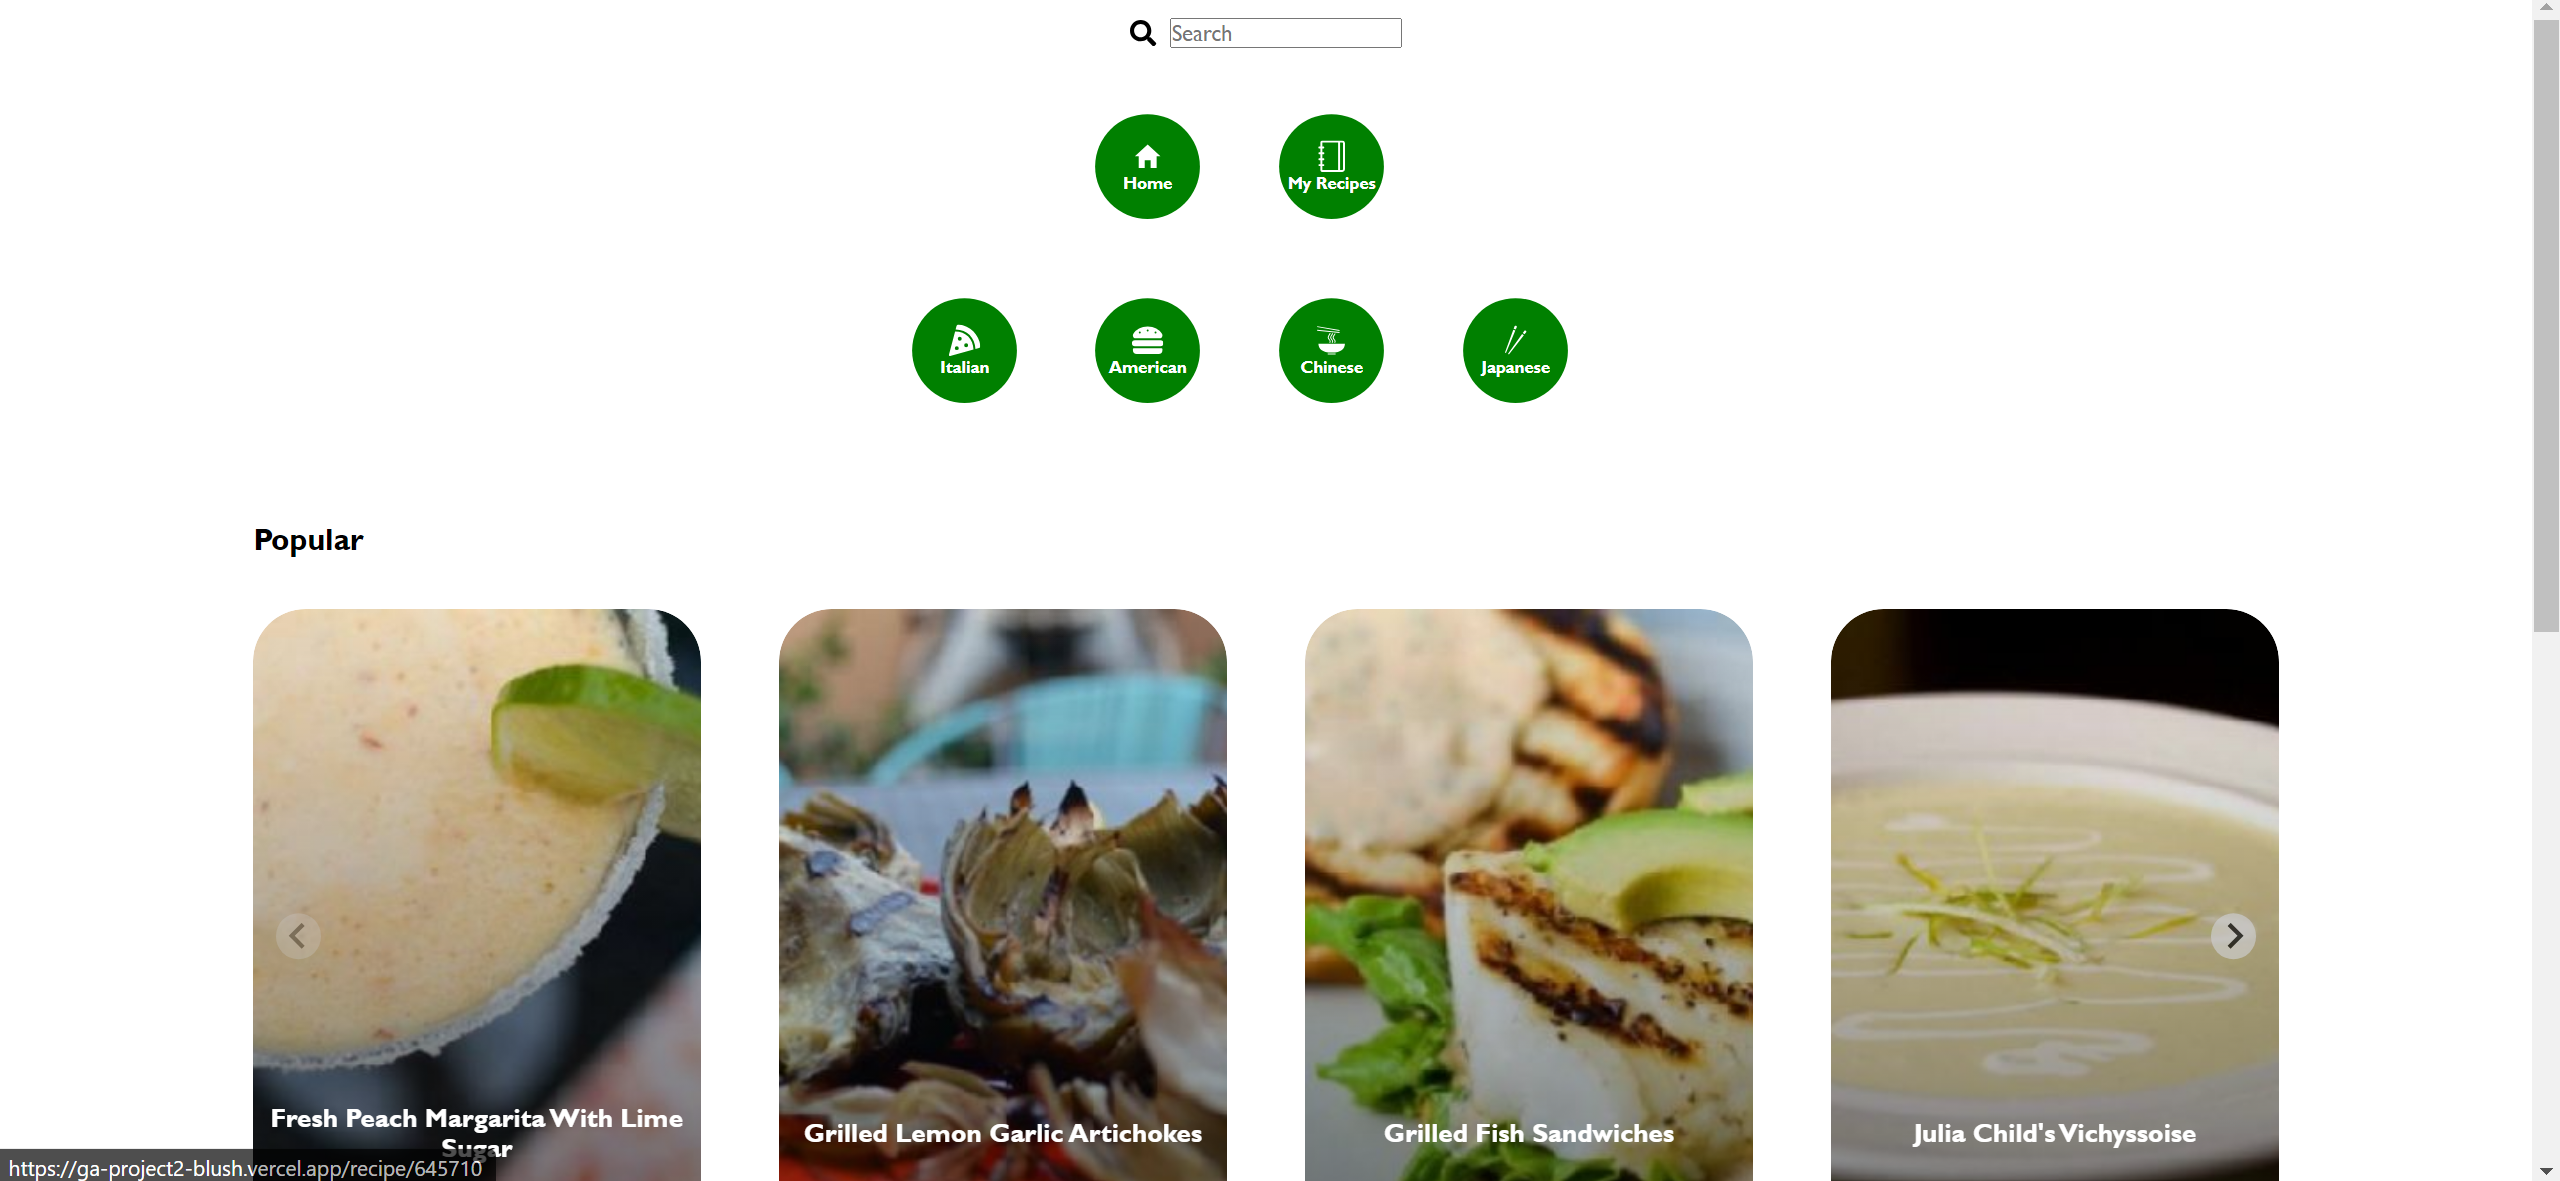 Search
Home
My Recipes
Italian
American
Chinese
Japanese
Popular
Fresh Peach Margarita With Lime
Sugar
Grilled Lemon Garlic Artichokes
Grilled Fish Sandwiches
Julia Child's Vichyssoise
https://ga-project2-blush.vercel.app/recipe/645710